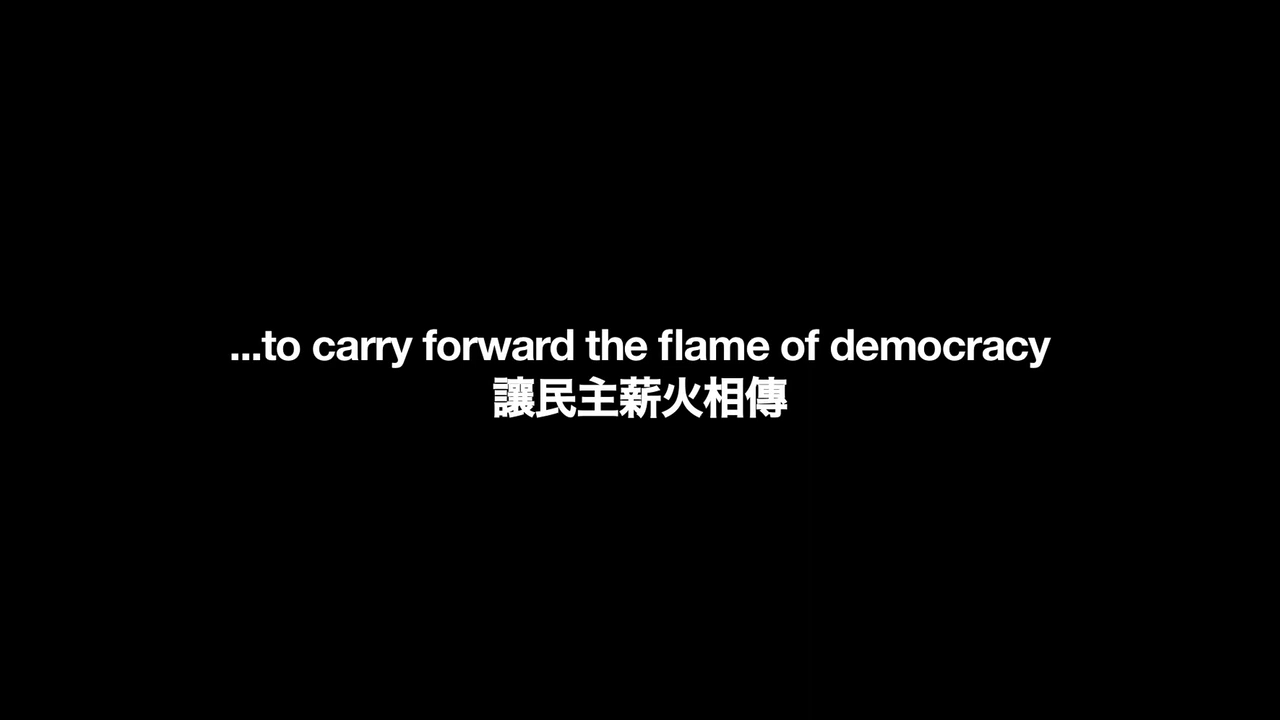 ...to carry forward the flame of democracy
讓民主薪火相傳